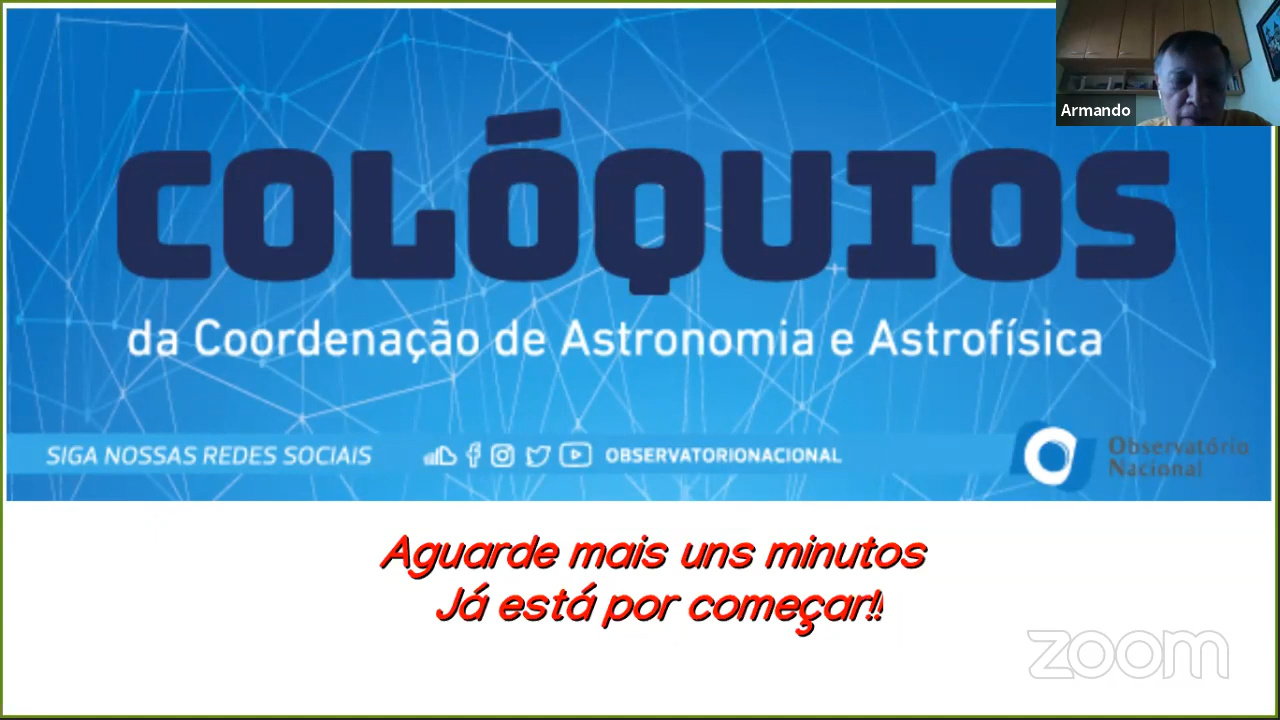 Armando
COLÓQUIOS
da Coordenação de Astronomia e Astrofísica
SIGA NOSSAS REDES SOCIAIS
OBSERVATORIONACIONAL
Observatório
Nacional
Aguarde mais uns minutos
Já está por começar!!
zoom